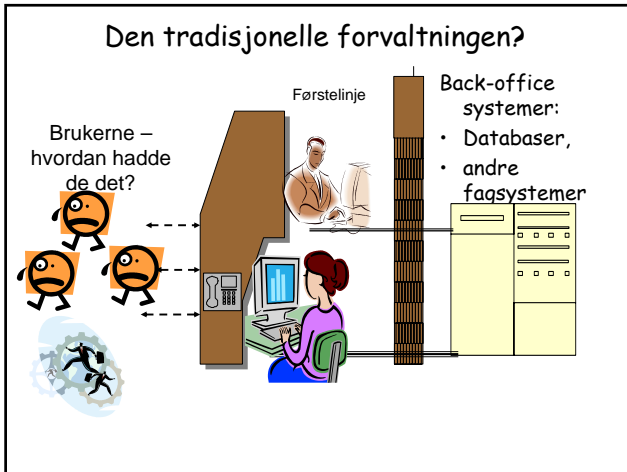 Den tradisjonelle forvaltningen?
Førstelinje
Brukerne –
hvordan hadde
de det?
Back-office
systemer:
• Databaser,
• andre
fagsystemer